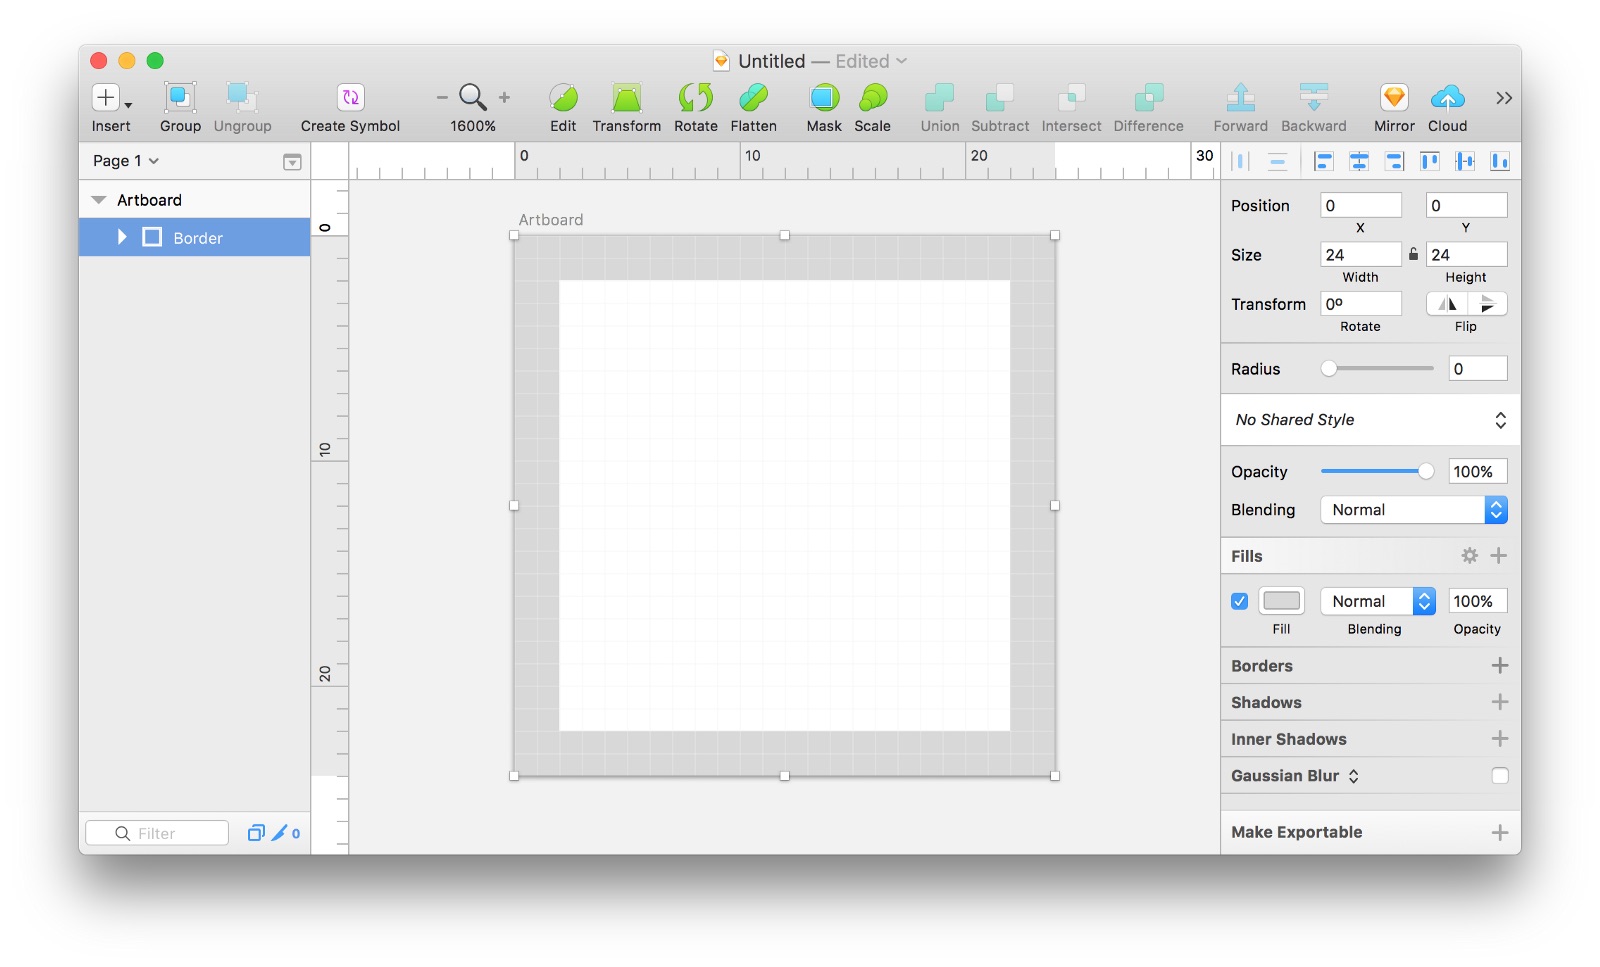 Untitled — Edited
Insert Group Ungroup Create Symbol 1600% Edit Transform Rotate Flatten Mask Scale Union Subtract Intersect Difference Forward Backward Mirror Cloud
Page 1
0 10 20 30
Artboard
Border
Filter
0
0
10
20
Artboard
Position 0 0
X Y
Size 24 24
Width Height
Transform 0º
Rotate Flip
Radius 0
No Shared Style
Opacity 100%
Blending Normal
Fills
Normal 100%
Fill Blending Opacity
Borders
Shadows
Inner Shadows
Gaussian Blur
Make Exportable